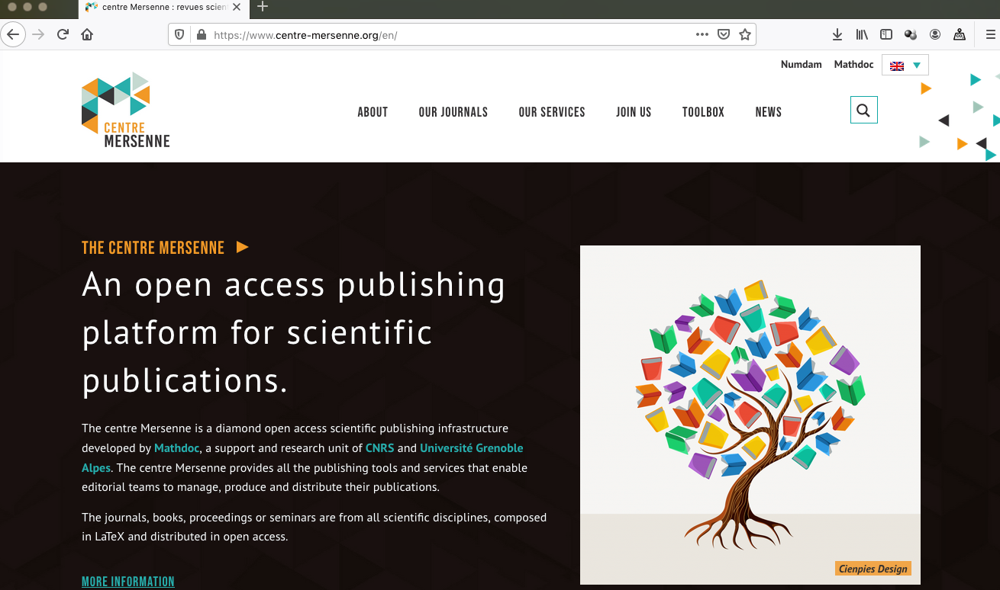 centre Mersenne : revues scien
https://www.centre-mersenne.org/en/
Numdam Mathdoc
CENTRE
MERSENNE
ABOUT OUR JOURNALS OUR SERVICES JOIN US TOOLBOX NEWS
THE CENTRE MERSENNE
An open access publishing
platform for scientific
publications.
The centre Mersenne is a diamond open access scientific publishing infrastructure
developed by Mathdoc, a support and research unit of CNRS and Université Grenoble
Alpes. The centre Mersenne provides all the publishing tools and services that enable
editorial teams to manage, produce and distribute their publications.
The journals, books, proceedings or seminars are from all scientific disciplines, composed
in LaTeX and distributed in open access.
MORE INFORMATION
Cienpies Design